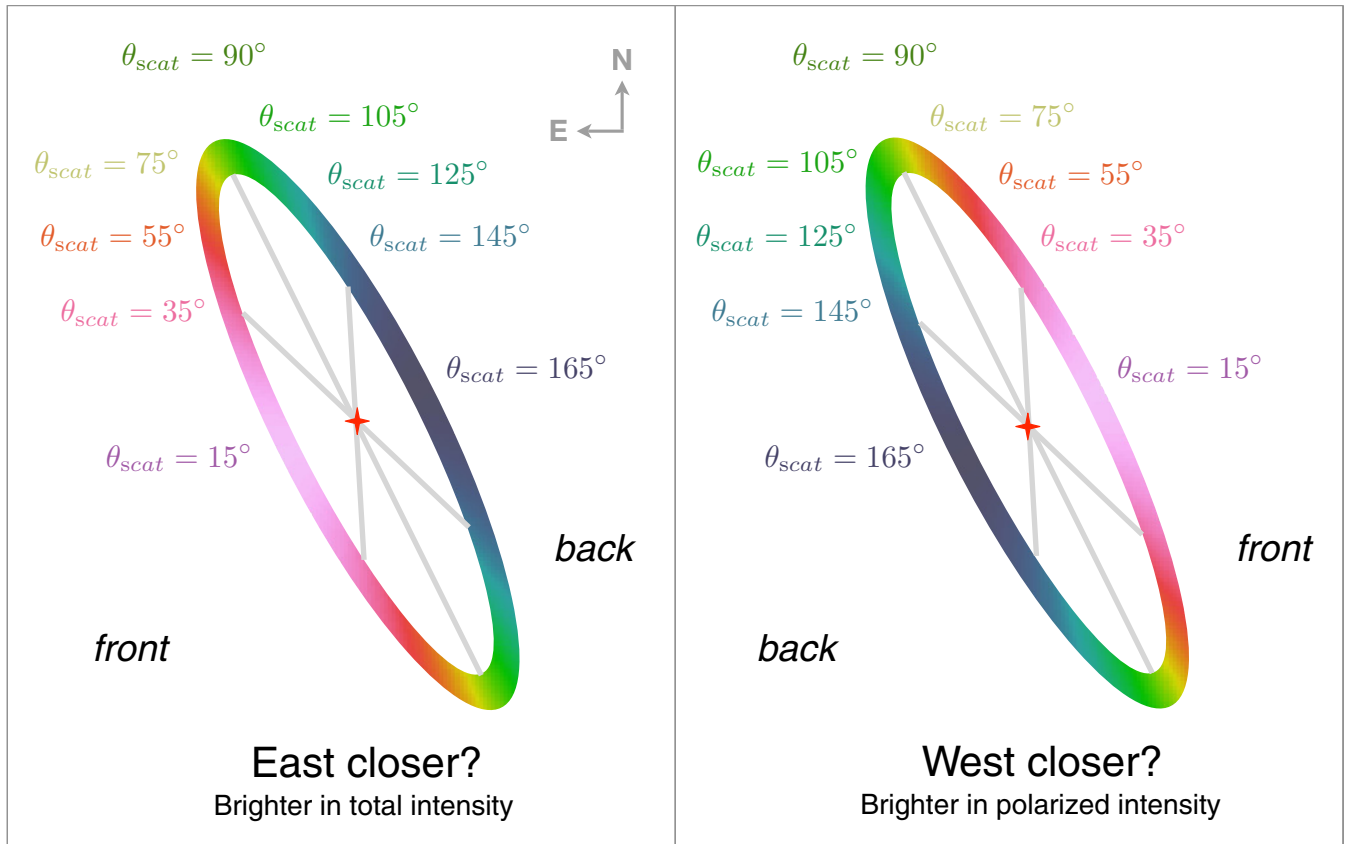 θscat = 90°
N
E
θscat = 105°
θscat = 75°
θscat = 125°
θscat = 55°
θscat = 145°
θscat = 35°
θscat = 165°
θscat = 15°
back
front
East closer?
Brighter in total intensity
θscat = 90°
θscat = 75°
θscat = 105°
θscat = 55°
θscat = 125°
θscat = 35°
θscat = 145°
θscat = 15°
θscat = 165°
front
back
West closer?
Brighter in polarized intensity